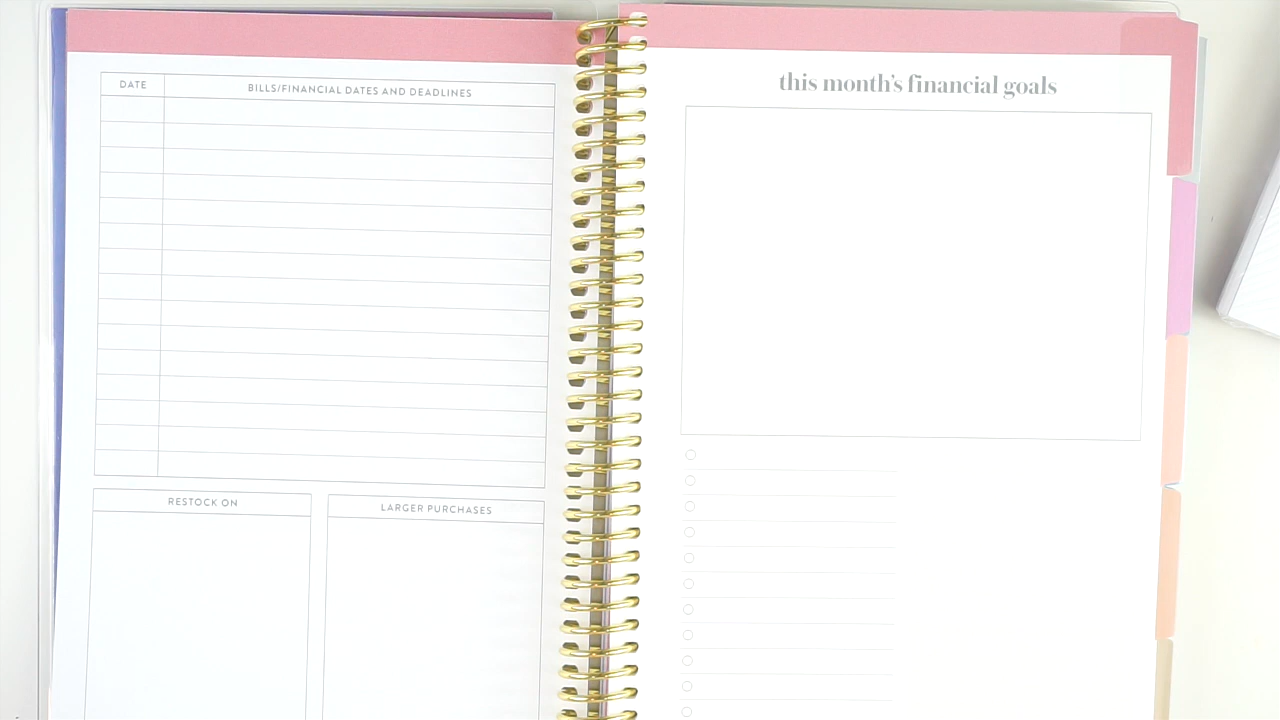 DATE
BILLS/FINANCIAL DATES AND DEADLINES
RESTOCK ON
LARGER PURCHASES
this month's financial goals